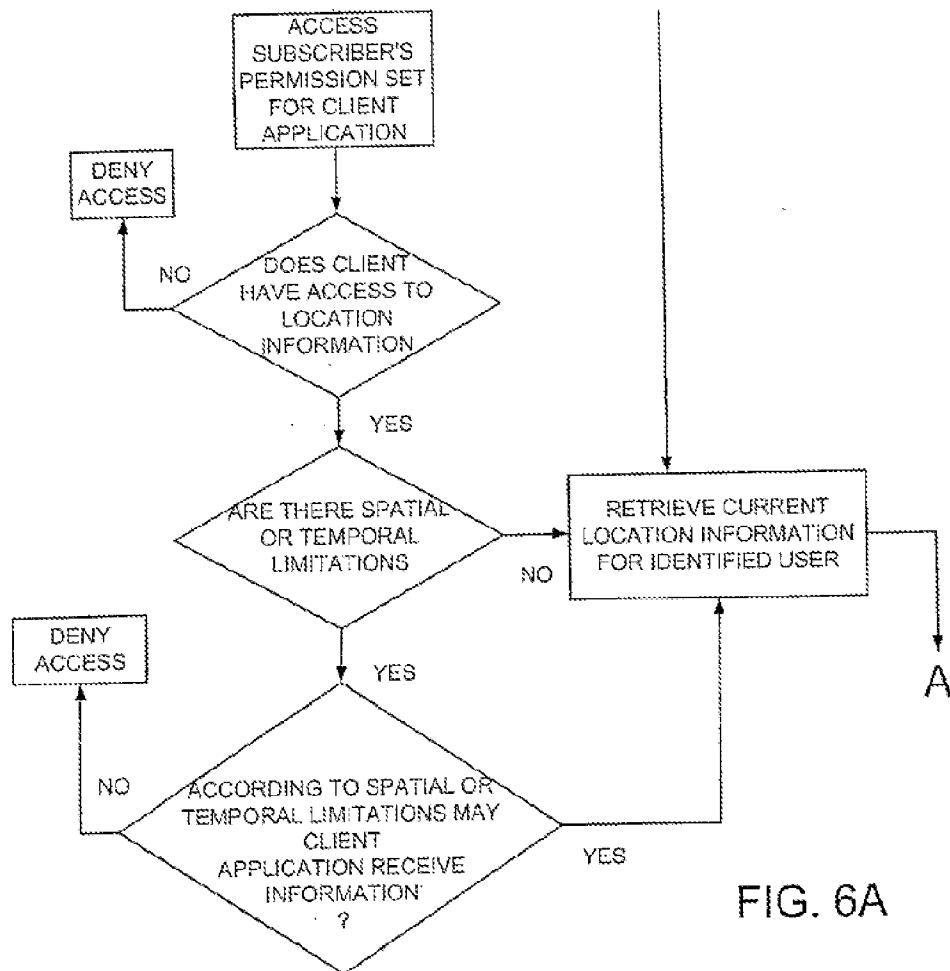 ACCESS
SUBSCRIBER'S
PERMISSION SET
FOR CLIENT
APPLICATION
DENY
ACCESS
NO
DOES CLIENT
HAVE ACCESS TO
LOCATION
INFORMATION
YES
ARE THERE SPATIAL
OR TEMPORAL
LIMITATIONS
NO
RETRIEVE CURRENT
LOCATION INFORMATION
FOR IDENTIFIED USER
A
YES
DENY
ACCESS
NO
ACCORDING TO SPATIAL OR
TEMPORAL LIMITATIONS MAY
CLIENT
APPLICATION RECEIVE
INFORMATION
?
YES
FIG. 6A